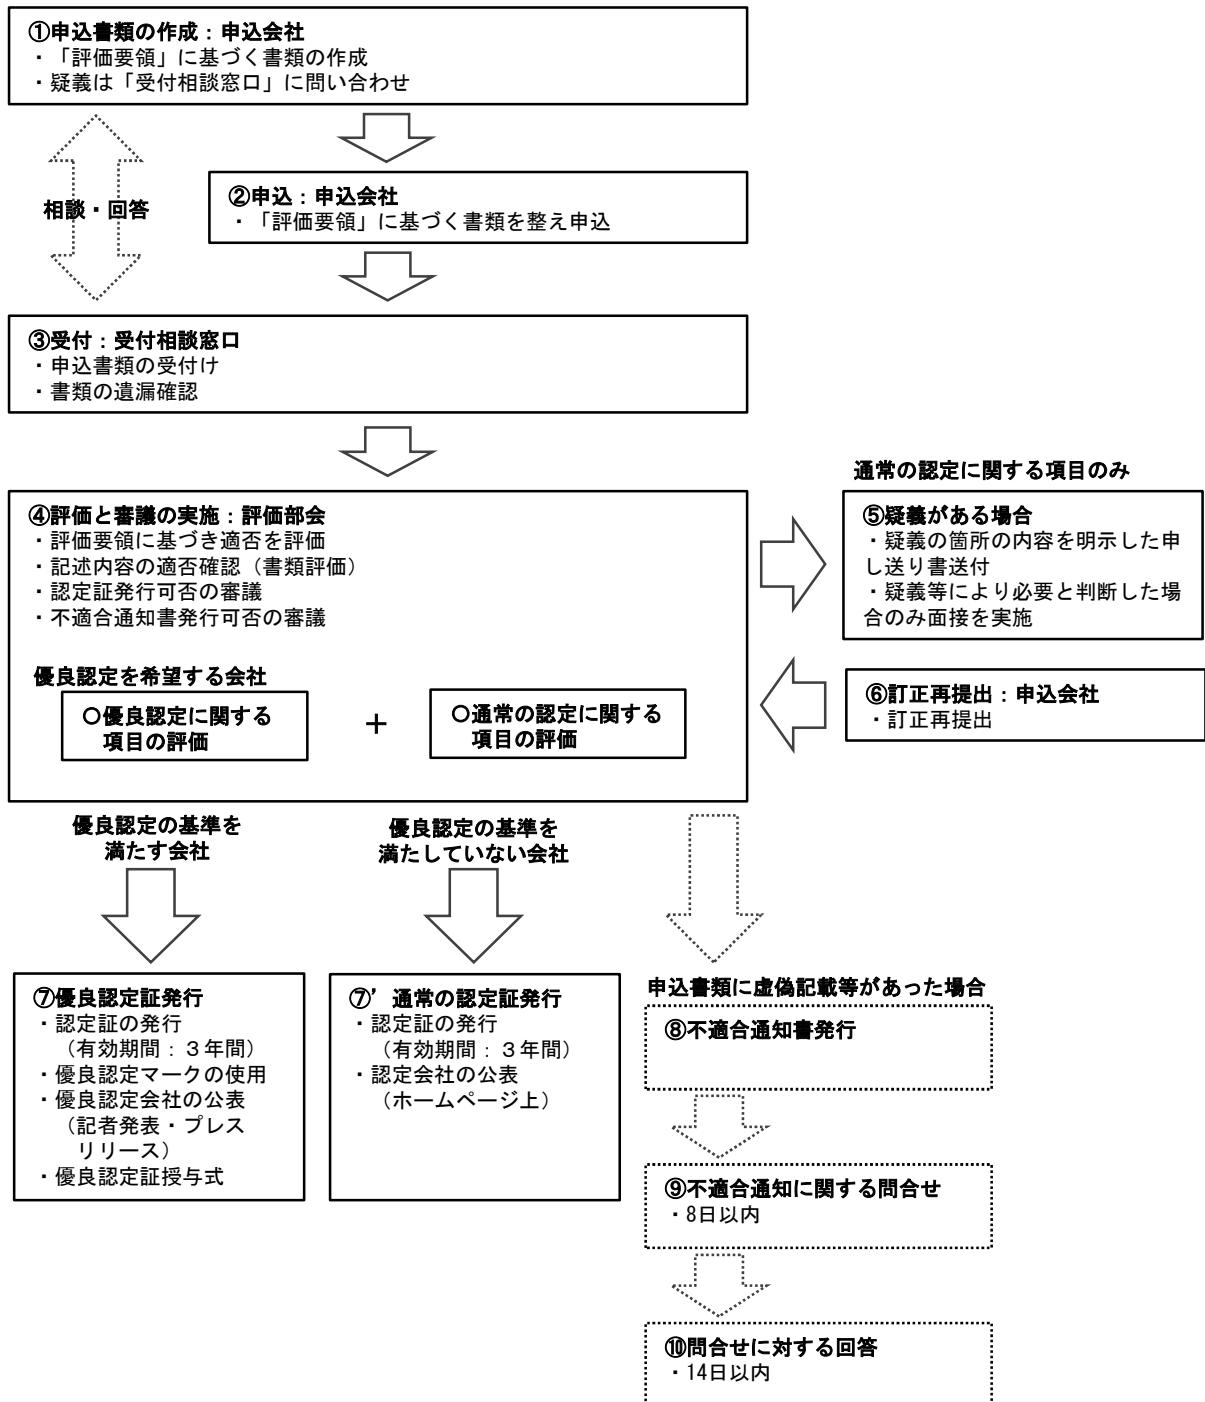 ①申込書類の作成：申込会社
・「評価要領」に基づく書類の作成
・疑義は「受付相談窓口」に問い合わせ
相談・回答
②申込：申込会社
・「評価要領」に基づく書類を整え申込
③受付：受付相談窓口
・申込書類の受付け
・書類の遺漏確認
④評価と審議の実施：評価部会
・評価要領に基づき適否を評価
・記述内容の適否確認（書類評価）
・認定証発行可否の審議
・不適合通知書発行可否の審議
優良認定を希望する会社
〇優良認定に関する
項目の評価
＋
〇通常の認定に関する
項目の評価
通常の認定に関する項目のみ
⑤疑義がある場合
・疑義の箇所の内容を明示した申
し送り書送付
・疑義等により必要と判断した場
合のみ面接を実施
⑥訂正再提出：申込会社
・訂正再提出
優良認定の基準を
満たす会社
優良認定の基準を
満たしていない会社
⑦優良認定証発行
・認定証の発行
（有効期間：３年間）
・優良認定マークの使用
・優良認定会社の公表
（記者発表・プレス
リリース）
・優良認定証授与式
⑦’通常の認定証発行
・認定証の発行
（有効期間：３年間）
・認定会社の公表
（ホームページ上）
申込書類に虚偽記載等があった場合
⑧不適合通知書発行
⑨不適合通知に関する問合せ
・8日以内
⑩問合せに対する回答
・14日以内